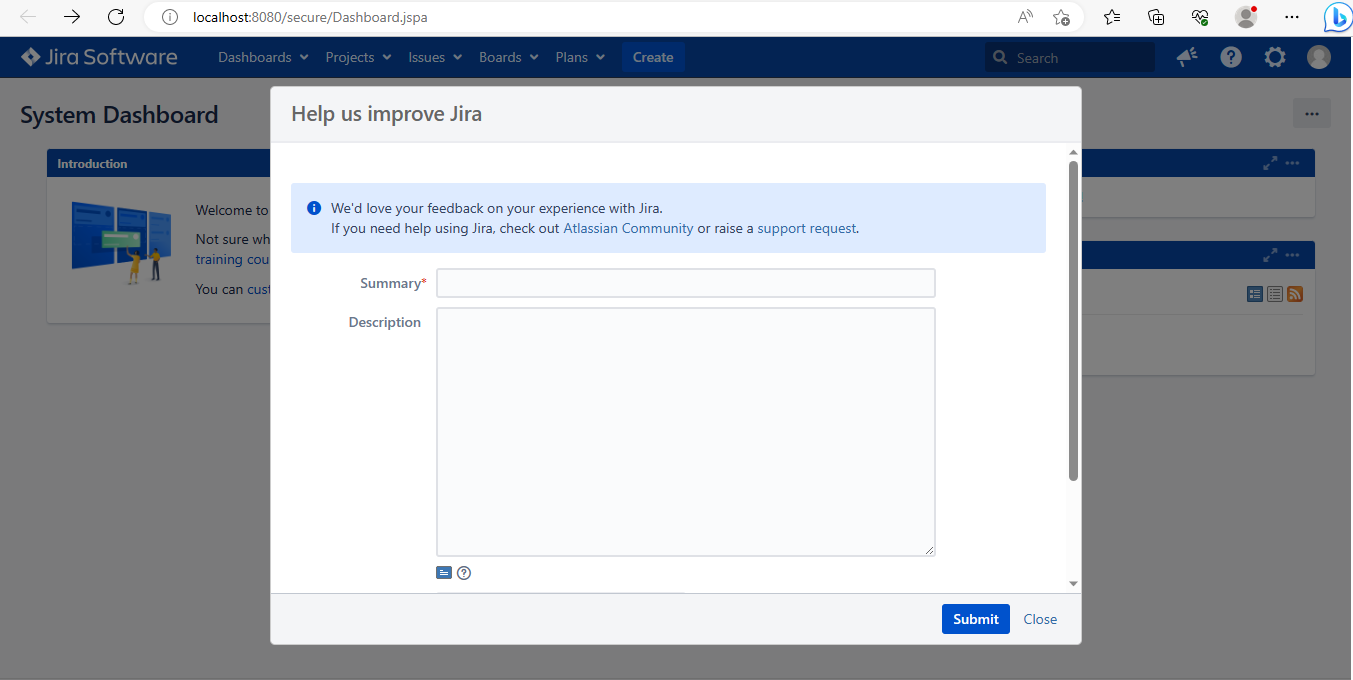 localhost:8080/secure/Dashboard.jspa
Jira Software Dashboards Projects Issues Boards Plans Create Search
System Dashboard
Introduction
Welcome to
Not sure wh
training cou
You can cust
Help us improve Jira
We'd love your feedback on your experience with Jira.
If you need help using Jira, check out Atlassian Community or raise a support request.
Summary*
Description
Submit Close